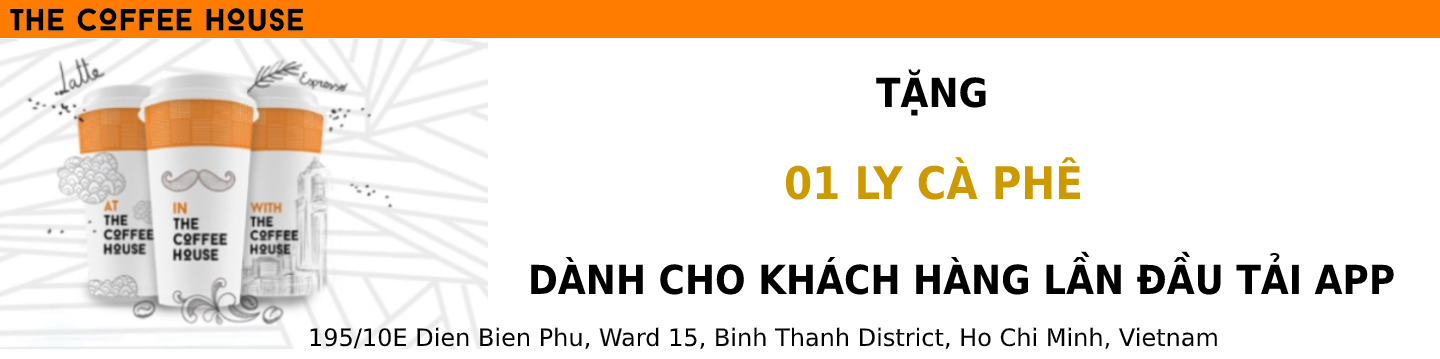 THE COFFEE HOUSE
Latte
Espresso
TẶNG
01 LY CÀ PHÊ
AT
THE
COFFEE
HOUSE
IN
THE
COFFEE
HOUSE
WITH
THE
COFFEE
HOUSE
DÀNH CHO KHÁCH HÀNG LẦN ĐẦU TẢI APP
195/10E Dien Bien Phu, Ward 15, Binh Thanh District, Ho Chi Minh, Vietnam